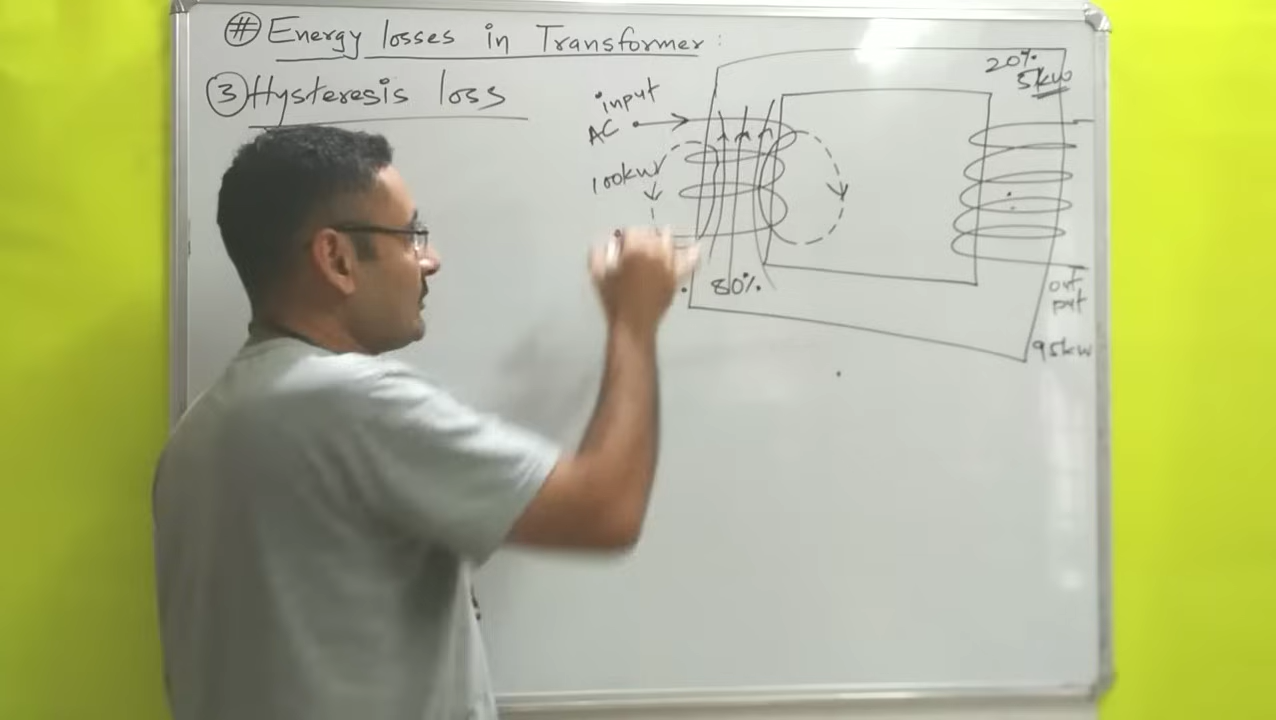 # Energy losses in Transformer:
3 Hysteresis loss
input
AC
100kw
80%
20%
5kw
out
put
95kw